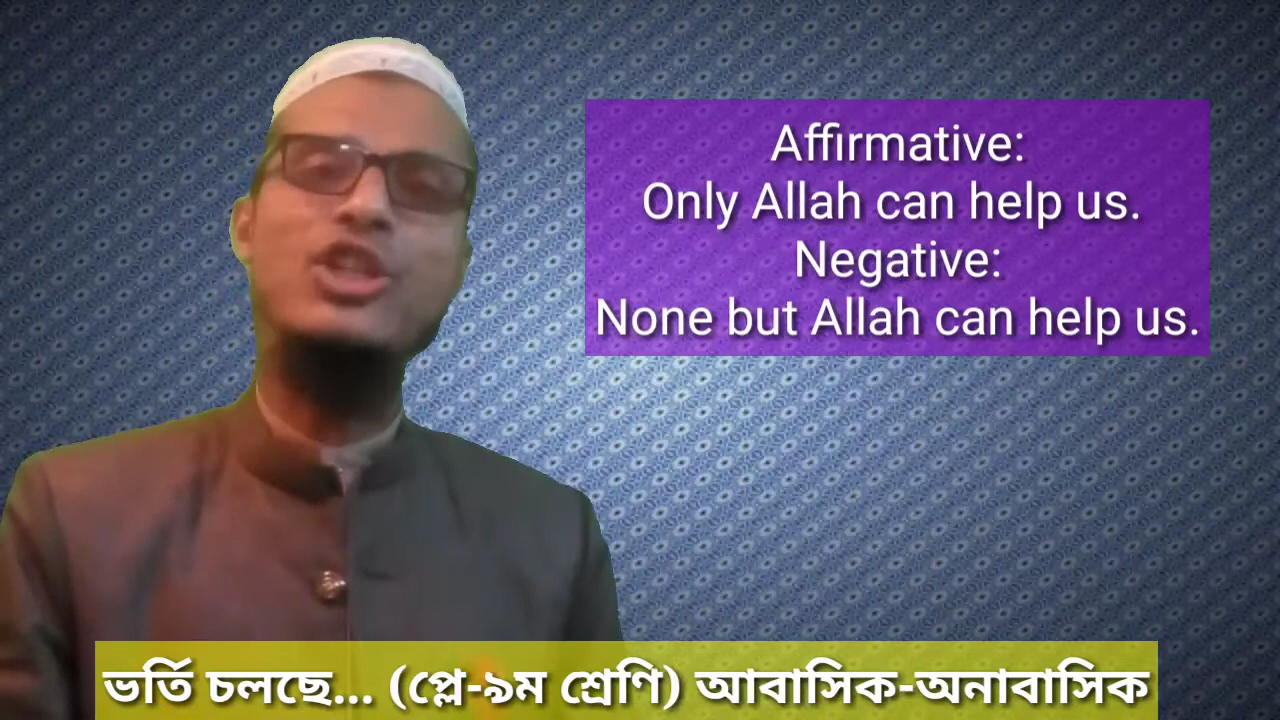 Affirmative:
Only Allah can help us.
Negative:
None but Allah can help us.
ভর্তি চলছে... (প্লে-৯ম শ্রেণি) আবাসিক-অনাবাসিক